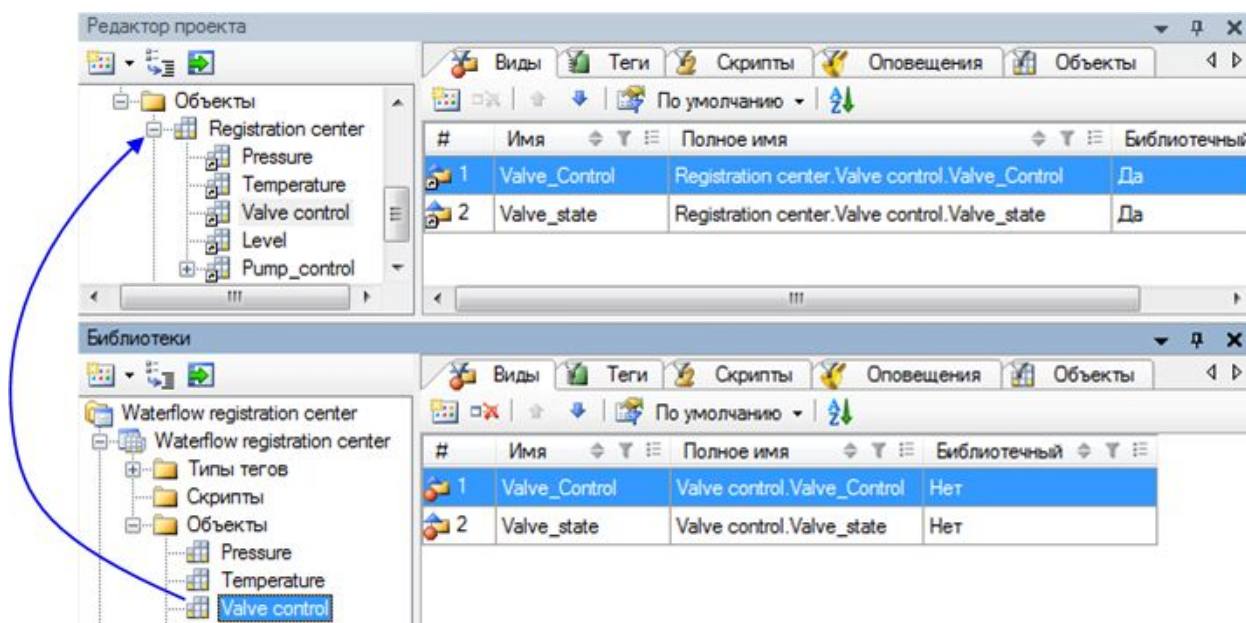 Редактор проекта
Виды Теги Скрипты Оповещения Объекты
По умолчанию
Объекты
Registration center
Pressure
Temperature
Valve control
Level
Pump_control
# Имя Полное имя Библиотечный
1 Valve_Control Registration center.Valve control.Valve_Control Да
2 Valve_state Registration center.Valve control.Valve_state Да
Библиотеки
Виды Теги Скрипты Оповещения Объекты
По умолчанию
Waterflow registration center
Waterflow registration center
Типы тегов
Скрипты
Объекты
Pressure
Temperature
Valve control
# Имя Полное имя Библиотечный
1 Valve_Control Valve control.Valve_Control Нет
2 Valve_state Valve control.Valve_state Нет